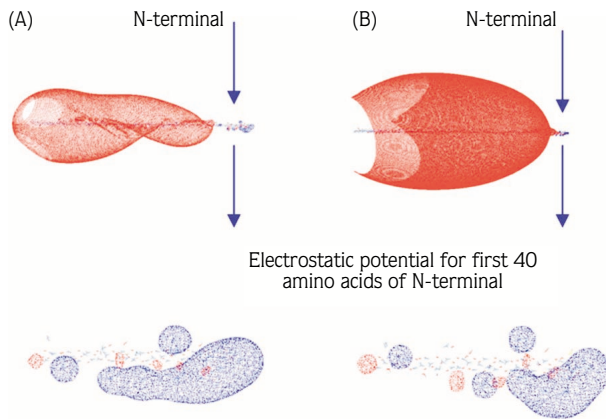 (A)
N-terminal
(B)
N-terminal
Electrostatic potential for first 40
amino acids of N-terminal